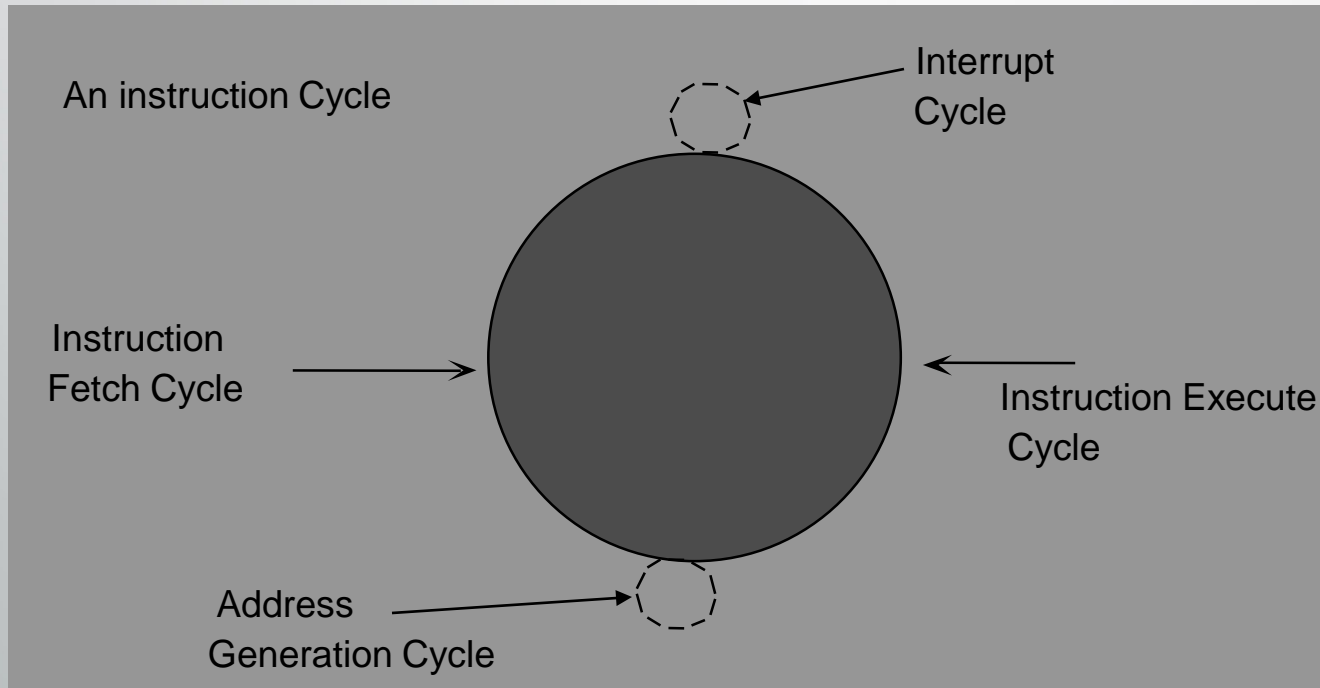 An instruction Cycle
Interrupt
Cycle
Instruction
Fetch Cycle
Instruction Execute
Cycle
Address
Generation Cycle